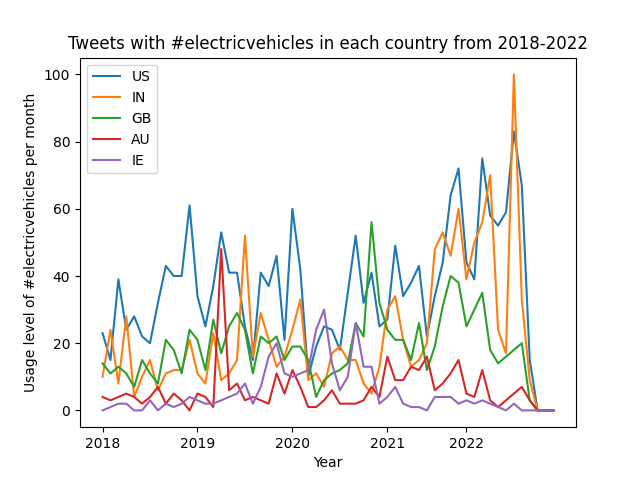 Tweets with #electricvehicles in each country from 2018-2022
US
IN
GB
AU
IE
100
80
60
40
20
0
Usage level of #electricvehicles per month
2018 2019 2020 2021 2022
Year